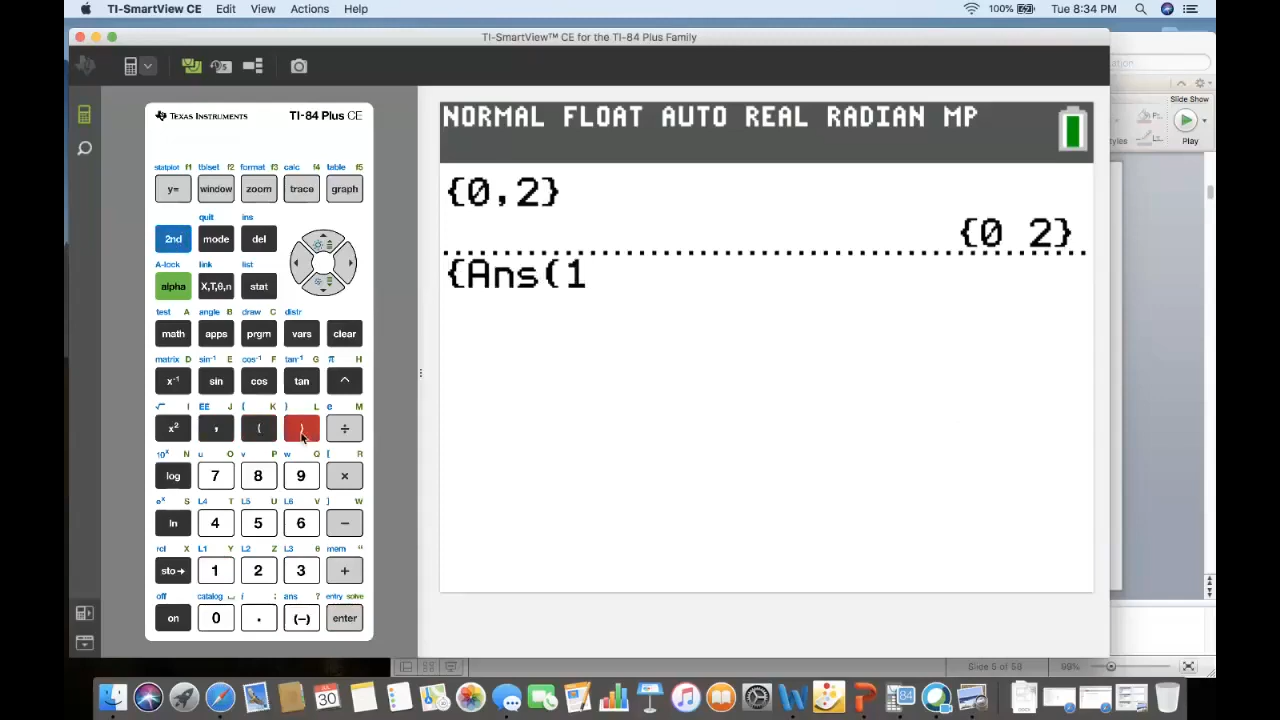 TI-SmartView CE Edit View Actions Help 100% Tue 8:34 PM
TI-SmartView™ CE for the TI-84 Plus Family
TEXAS INSTRUMENTS TI-84 Plus CE
statplot f1 tblset f2 format f3 calc f4 table f5
y= window zoom trace graph
quit ins
2nd mode del
A-lock link list
alpha X,T,θ,n stat
test A angle B draw C distr
math apps prgm vars clear
matrix D sin⁻¹ E cos⁻¹ F tan⁻¹ G π H
x⁻¹ sin cos tan ^
√ I EE J { K } L e M
x² , ( ) ÷
10ˣ N u O v P w Q [ R
log 7 8 9 ×
eˣ S L4 T L5 U L6 V ] W
ln 4 5 6 −
rcl X L1 Y L2 Z L3 θ mem "
sto→ 1 2 3 +
off catalog i : ans ? entry solve
on 0 . (−) enter
NORMAL FLOAT AUTO REAL RADIAN MP
{0,2}
{0 2}
{Ans(1
Slide Show
Play
Slide 5 of 58 98%
JUL
30
84